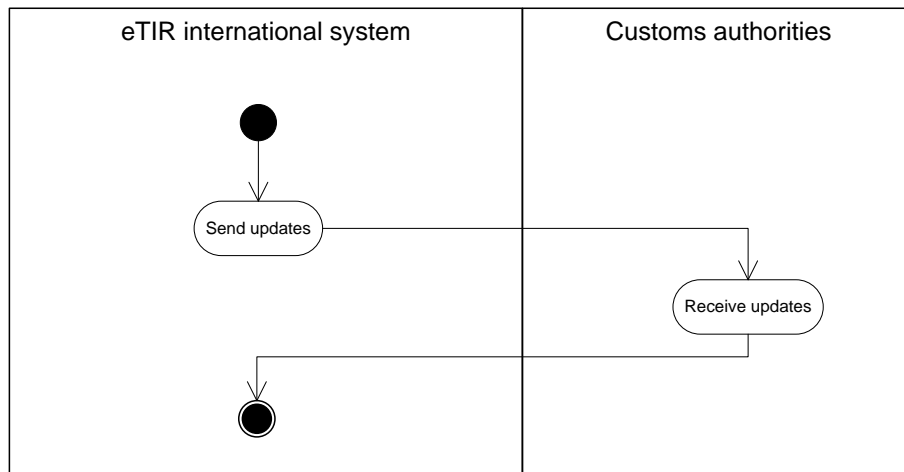 eTIR international system
Customs authorities
Send updates
Receive updates